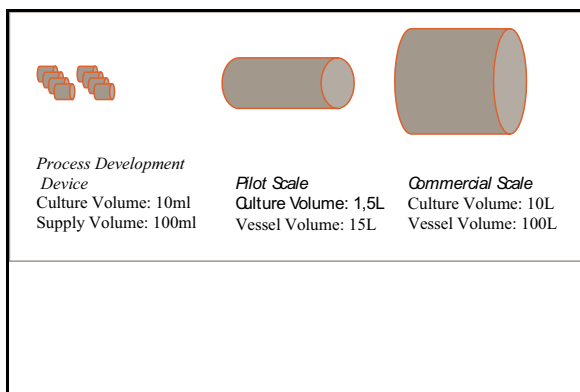 Process Development
Device
Culture Volume: 10ml
Supply Volume: 100ml
Pilot Scale
Culture Volume: 1,5L
Vessel Volume: 15L
Commercial Scale
Culture Volume: 10L
Vessel Volume: 100L